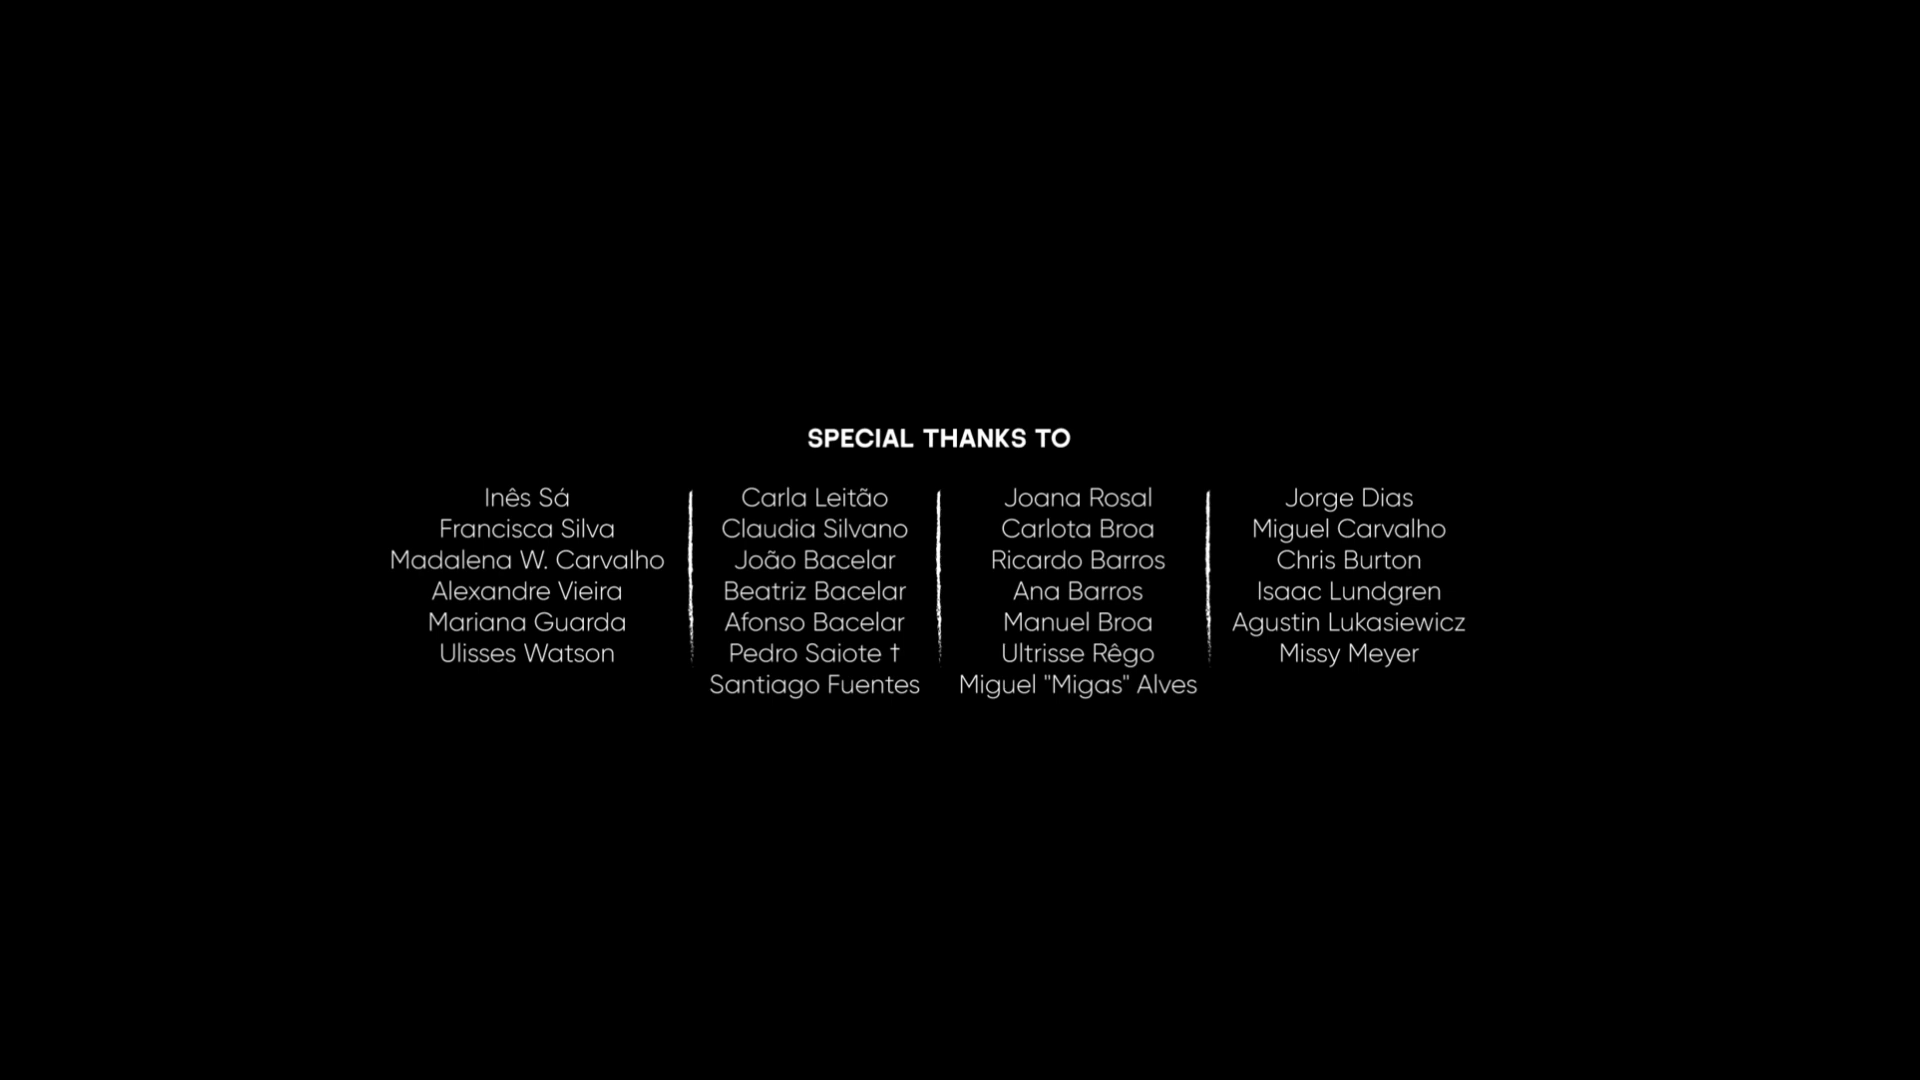 SPECIAL THANKS TO
Inês Sá
Francisca Silva
Madalena W. Carvalho
Alexandre Vieira
Mariana Guarda
Ulisses Watson
Carla Leitão
Claudia Silvano
João Bacelar
Beatriz Bacelar
Afonso Bacelar
Pedro Saiote †
Santiago Fuentes
Joana Rosal
Carlota Broa
Ricardo Barros
Ana Barros
Manuel Broa
Ultrisse Rêgo
Miguel "Migas" Alves
Jorge Dias
Miguel Carvalho
Chris Burton
Isaac Lundgren
Agustin Lukasiewicz
Missy Meyer